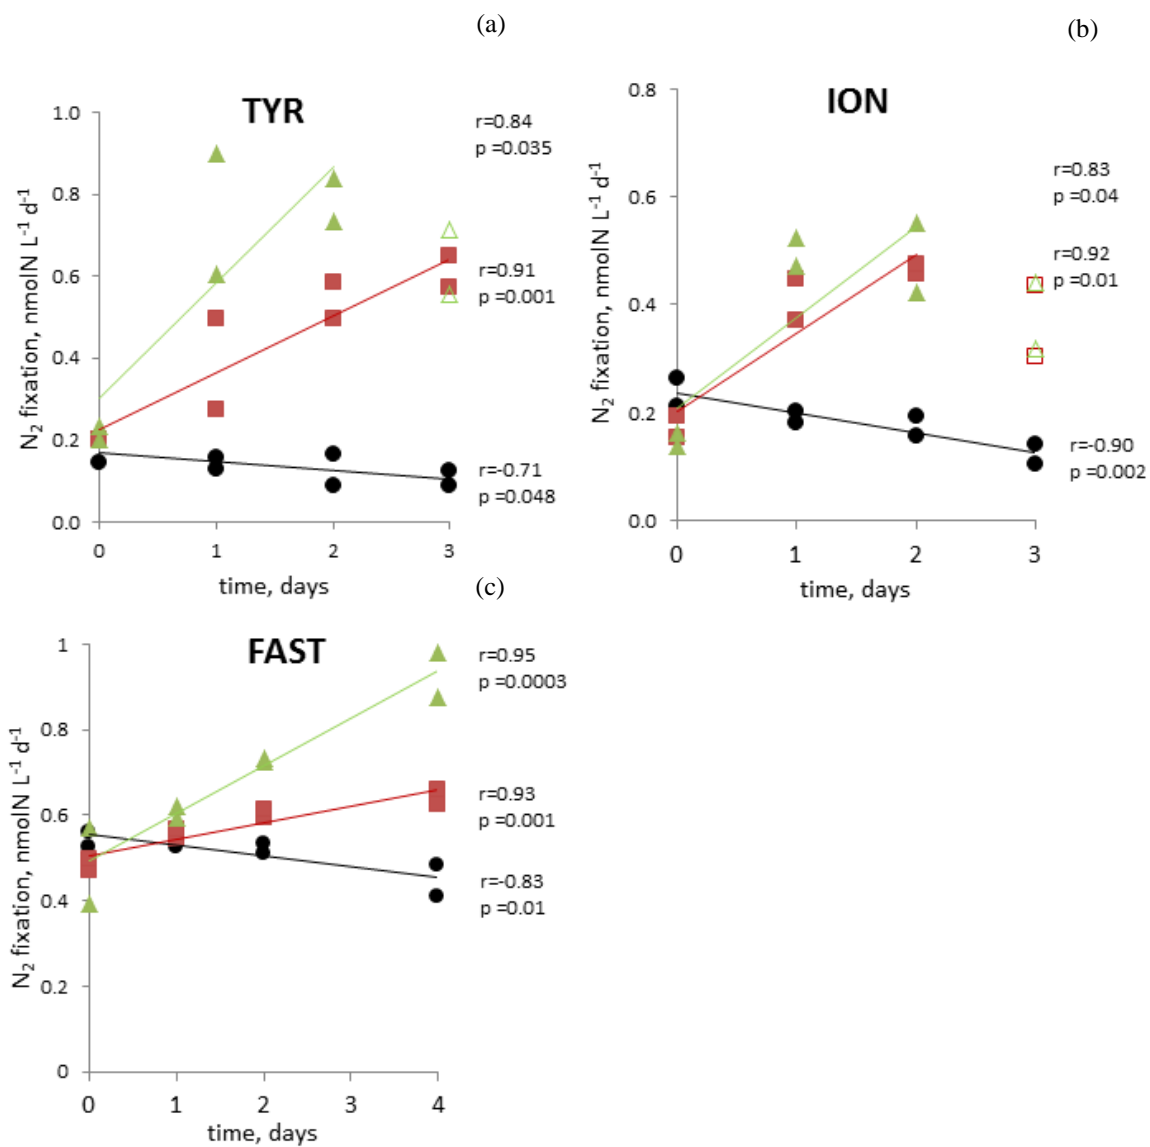 (a)
TYR
N₂ fixation, nmolN L⁻¹ d⁻¹
1.0
0.8
0.6
0.4
0.2
0.0
0 1 2 3
time, days
r=0.84
p =0.035
r=0.91
p =0.001
r=-0.71
p =0.048
(b)
ION
N₂ fixation, nmolN L⁻¹ d⁻¹
0.8
0.6
0.4
0.2
0.0
0 1 2 3
time, days
r=0.83
p =0.04
r=0.92
p =0.01
r=-0.90
p =0.002
(c)
FAST
N₂ fixation, nmolN L⁻¹ d⁻¹
1
0.8
0.6
0.4
0.2
0
0 1 2 3 4
time, days
r=0.95
p =0.0003
r=0.93
p =0.001
r=-0.83
p =0.01